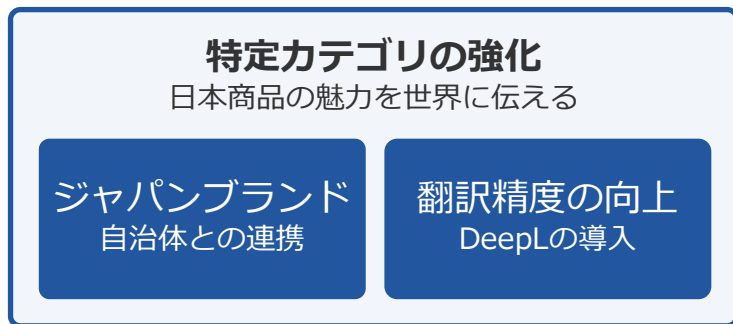 特定カテゴリの強化
日本商品の魅力を世界に伝える
ジャパンブランド
自治体との連携
翻訳精度の向上
DeepLの導入